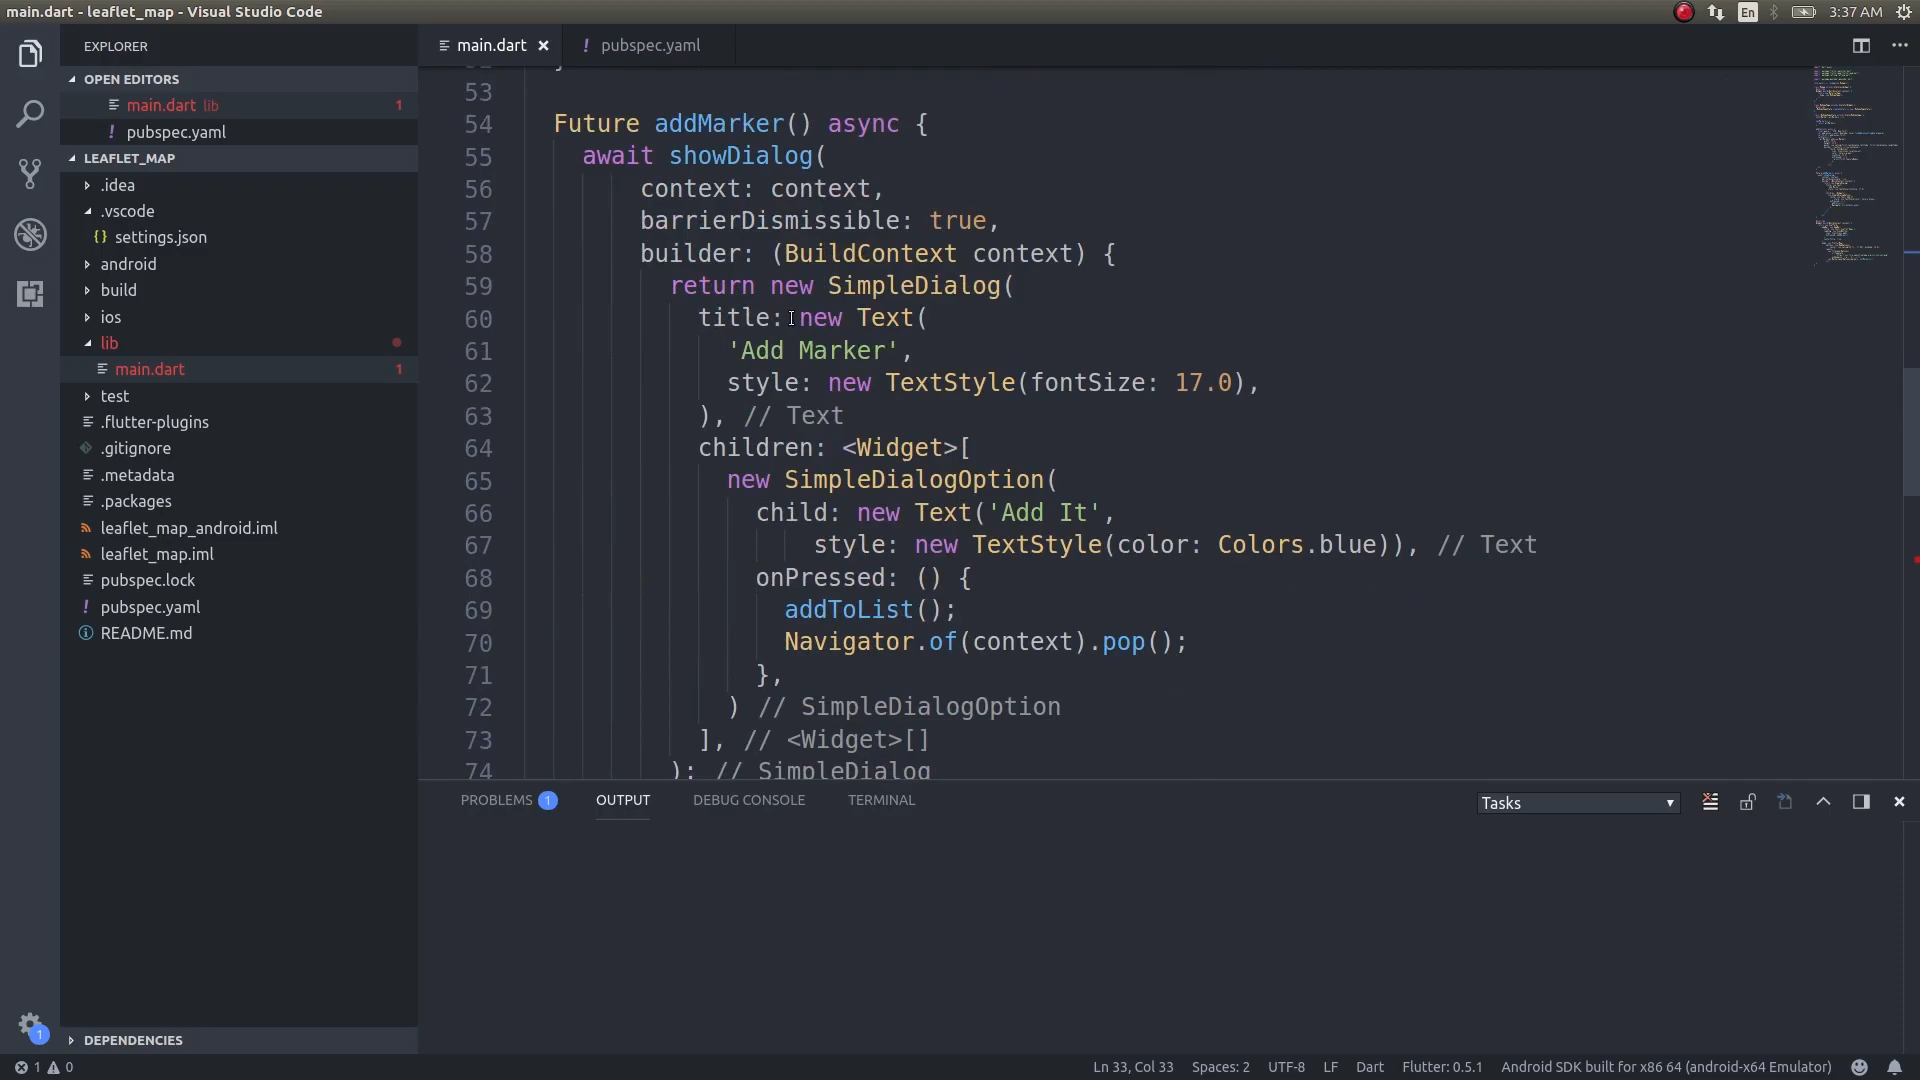 main.dart - leaflet_map - Visual Studio Code
En
3:37 AM
EXPLORER
OPEN EDITORS
main.dart lib 1
! pubspec.yaml
LEAFLET_MAP
.idea
.vscode
{} settings.json
android
build
ios
lib
main.dart 1
test
.flutter-plugins
.gitignore
.metadata
.packages
leaflet_map_android.iml
leaflet_map.iml
pubspec.lock
! pubspec.yaml
README.md
DEPENDENCIES
1
main.dart
! pubspec.yaml
53
54 Future addMarker() async {
55 await showDialog(
56 context: context,
57 barrierDismissible: true,
58 builder: (BuildContext context) {
59 return new SimpleDialog(
60 title: new Text(
61 'Add Marker',
62 style: new TextStyle(fontSize: 17.0),
63 ), // Text
64 children: <Widget>[
65 new SimpleDialogOption(
66 child: new Text('Add It',
67 style: new TextStyle(color: Colors.blue)), // Text
68 onPressed: () {
69 addToList();
70 Navigator.of(context).pop();
71 },
72 ) // SimpleDialogOption
73 ], // <Widget>[]
74 ); // SimpleDialog
PROBLEMS 1 OUTPUT DEBUG CONSOLE TERMINAL
Tasks
1 0
Ln 33, Col 33 Spaces: 2 UTF-8 LF Dart Flutter: 0.5.1 Android SDK built for x86 64 (android-x64 Emulator)